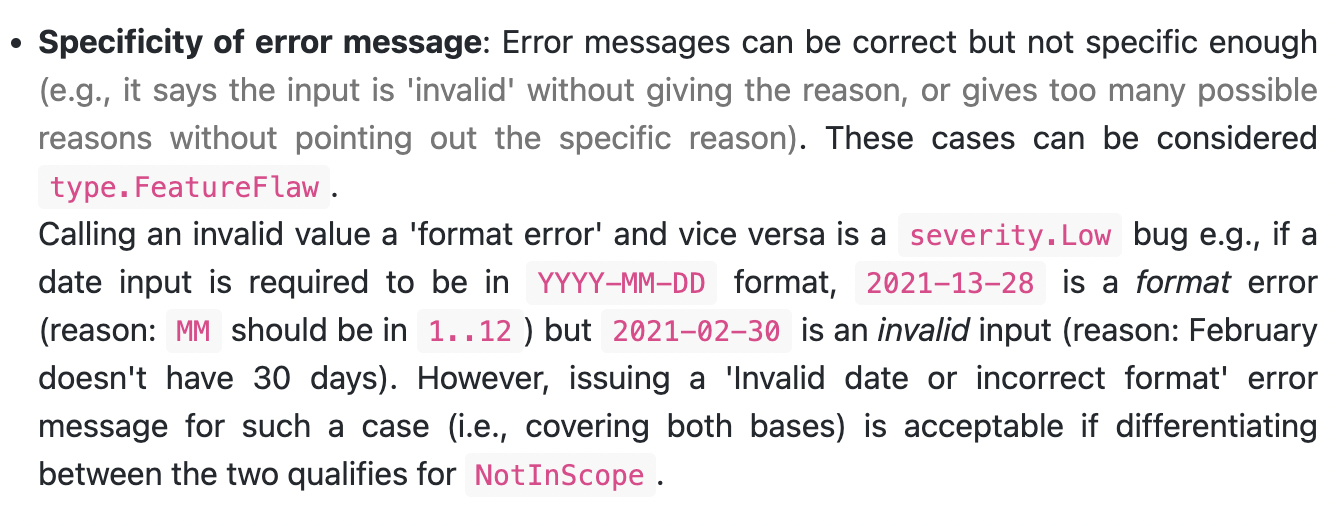 • Specificity of error message: Error messages can be correct but not specific enough
(e.g., it says the input is 'invalid' without giving the reason, or gives too many possible
reasons without pointing out the specific reason). These cases can be considered
type.FeatureFlaw.
Calling an invalid value a 'format error' and vice versa is a severity.Low bug e.g., if a
date input is required to be in YYYY-MM-DD format, 2021-13-28 is a format error
(reason: MM should be in 1..12 ) but 2021-02-30 is an invalid input (reason: February
doesn't have 30 days). However, issuing a 'Invalid date or incorrect format' error
message for such a case (i.e., covering both bases) is acceptable if differentiating
between the two qualifies for NotInScope.